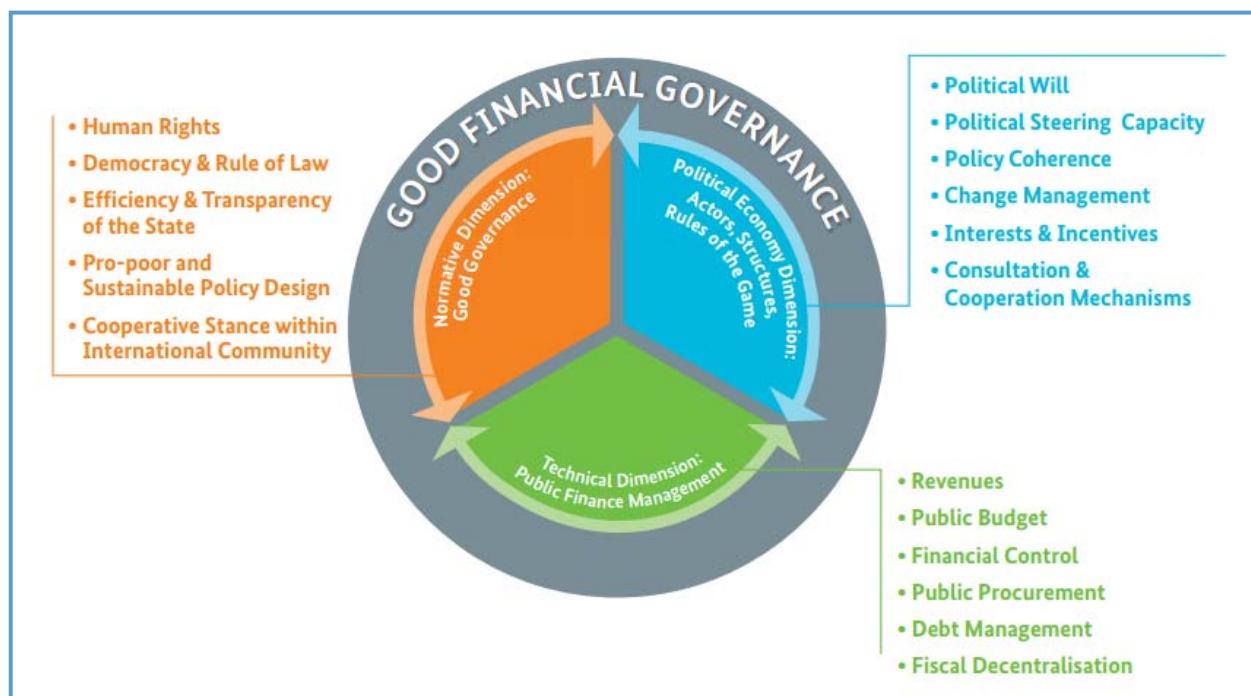 GOOD FINANCIAL GOVERNANCE
• Human Rights
• Democracy & Rule of Law
• Efficiency & Transparency
of the State
• Pro-poor and
Sustainable Policy Design
• Cooperative Stance within
International Community
Normative Dimension:
Good Governance
Political Economy Dimension:
Actors, Structures,
Rules of the Game
• Political Will
• Political Steering Capacity
• Policy Coherence
• Change Management
• Interests & Incentives
• Consultation &
Cooperation Mechanisms
Technical Dimension:
Public Finance Management
• Revenues
• Public Budget
• Financial Control
• Public Procurement
• Debt Management
• Fiscal Decentralisation